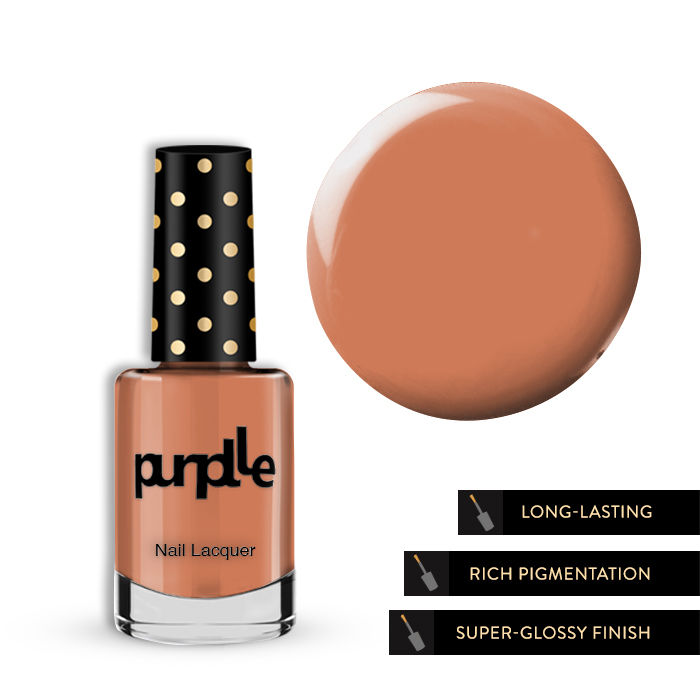 purplle
Nail Lacquer
LONG-LASTING
RICH PIGMENTATION
SUPER-GLOSSY FINISH